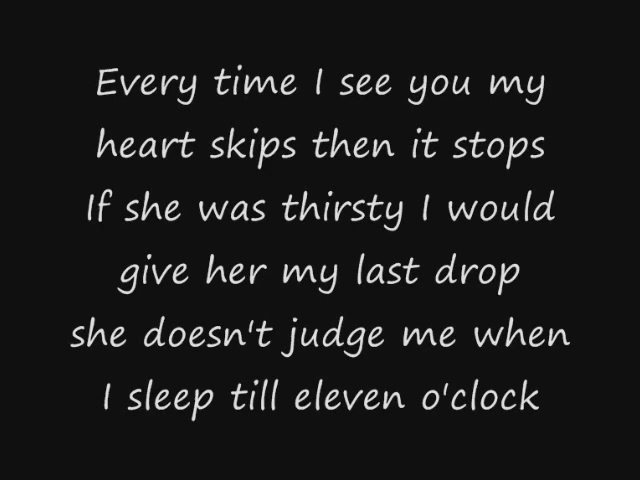 Every time I see you my
heart skips then it stops
If she was thirsty I would
give her my last drop
she doesn't judge me when
I sleep till eleven o'clock